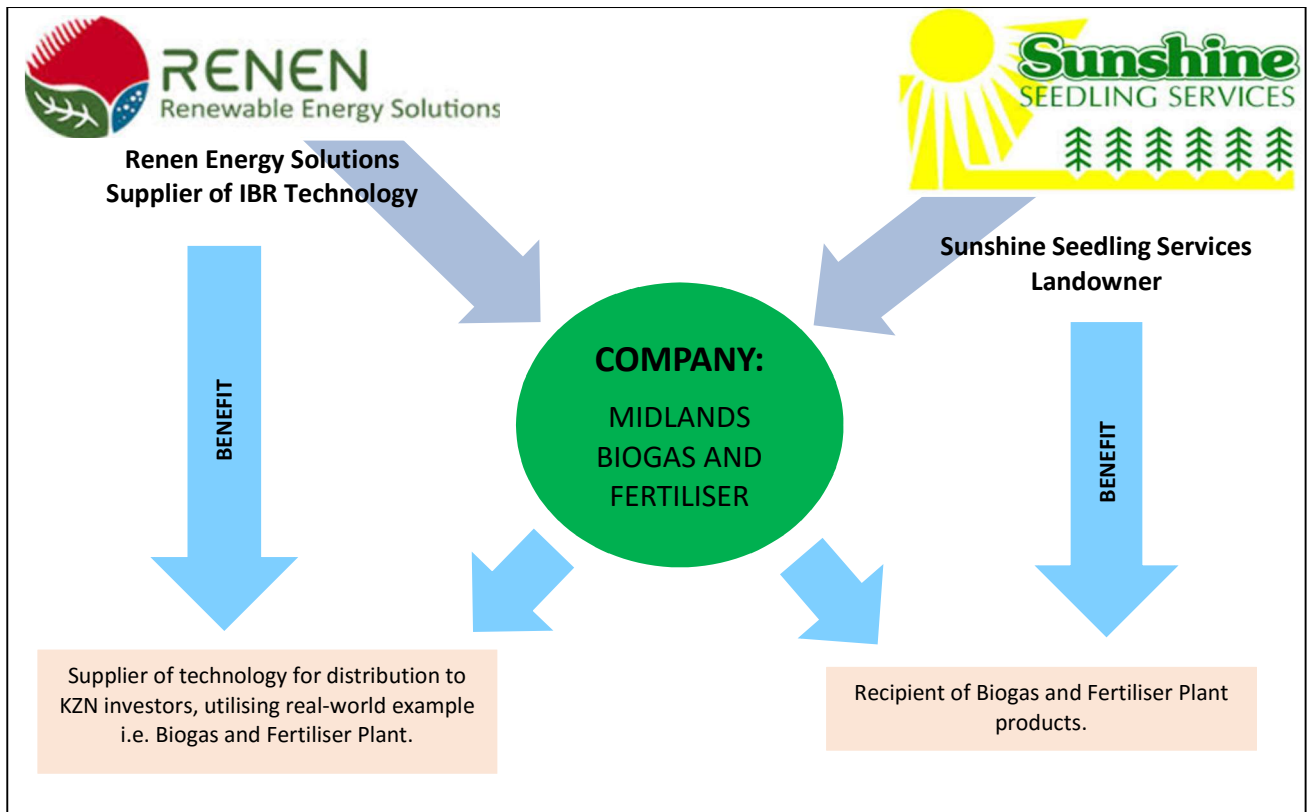 RENEN
Renewable Energy Solutions
Sunshine
SEEDLING SERVICES
Renen Energy Solutions
Supplier of IBR Technology
Sunshine Seedling Services
Landowner
COMPANY:
MIDLANDS
BIOGAS AND
FERTILISER
BENEFIT
BENEFIT
Supplier of technology for distribution to
KZN investors, utilising real-world example
i.e. Biogas and Fertiliser Plant.
Recipient of Biogas and Fertiliser Plant
products.